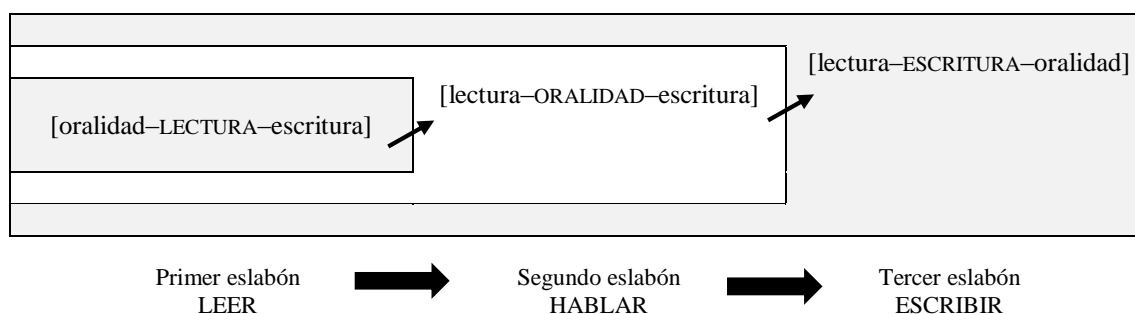 [lectura–ESCRITURA–oralidad]
[lectura–ORALIDAD–escritura]
[oralidad–LECTURA–escritura]
Primer eslabón
LEER
Segundo eslabón
HABLAR
Tercer eslabón
ESCRIBIR